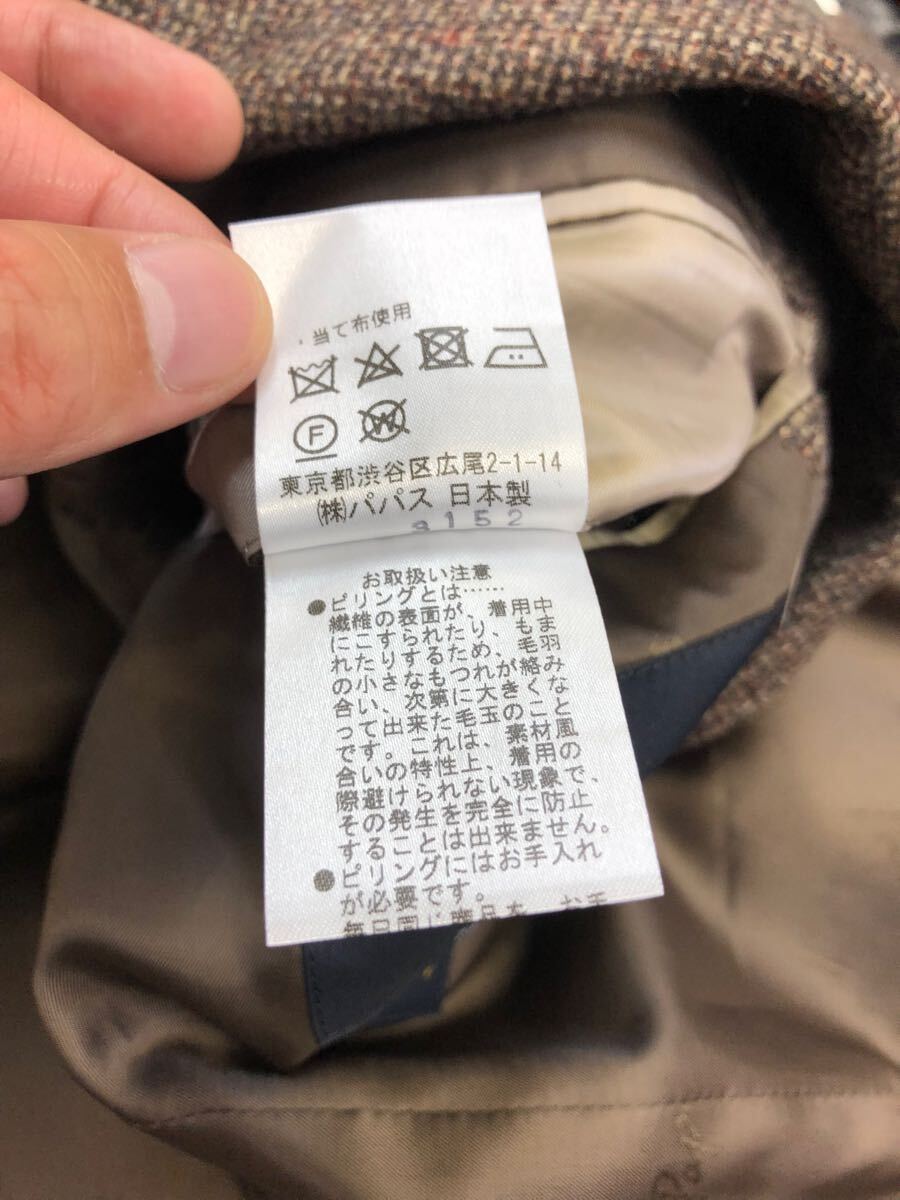 ・当て布使用
F W
東京都渋谷区広尾2-1-14
(株)パパス 日本製
9152
お取扱い注意
●ピリングとは……
繊維の表面が、着用中
にこすられたり、も ま
れたりするため、毛羽
の小さなもつれが絡み
合い、次第に大きくな
って、出来た毛玉のこと
です。これは、素材の風
合いの特性上、着用の
際避けられない現象で、
その発生を完全に防止
することは出来ません。
●ピリングにはお手入れ
が必要です。